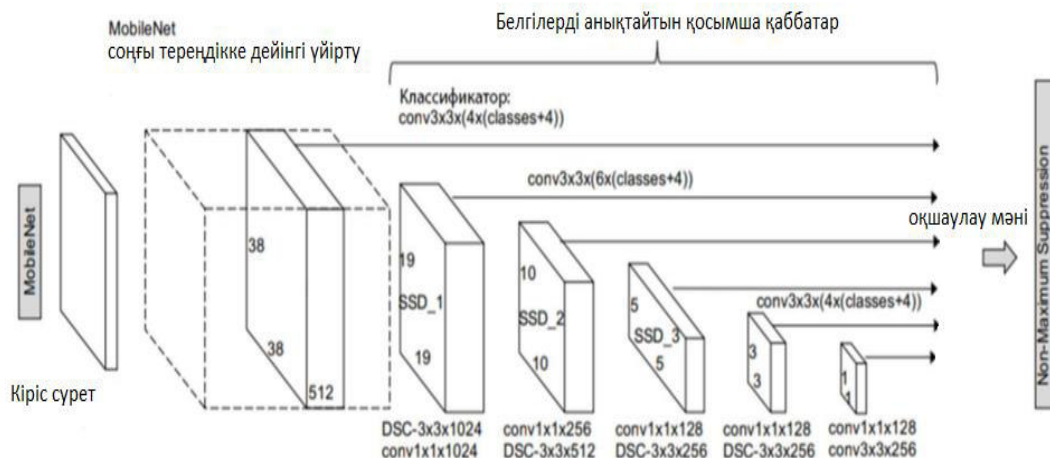 MobileNet
соңғы тереңдікке дейінгі үйірту
Белгілерді анықтайтын қосымша қаббатар
Классификатор:
conv3x3x(4x(classes+4))
conv3x3x(6x(classes+4))
оқшаулау мәні
conv3x3x(4x(classes+4))
MobileNet
Кіріс сурет
38
38
512
19
SSD_1
19
10
SSD_2
10
5
SSD_3
5
3
3
1
1
DSC-3x3x1024
conv1x1x1024
conv1x1x256
DSC-3x3x512
conv1x1x128
DSC-3x3x256
conv1x1x128
DSC-3x3x256
conv1x1x128
conv3x3x256
Non-Maximum Suppression